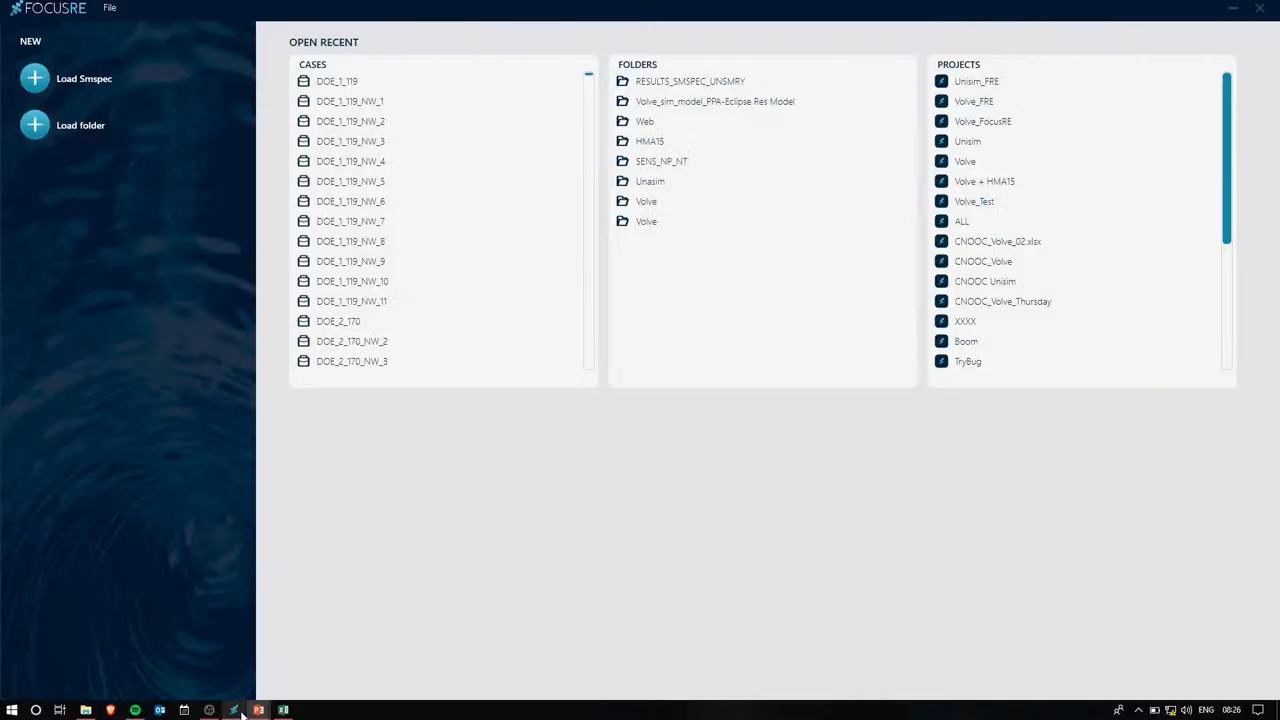 FOCUSRE File
NEW
Load Smspec
Load folder
OPEN RECENT
CASES
DOE_1_119
DOE_1_119_NW_1
DOE_1_119_NW_2
DOE_1_119_NW_3
DOE_1_119_NW_4
DOE_1_119_NW_5
DOE_1_119_NW_6
DOE_1_119_NW_7
DOE_1_119_NW_8
DOE_1_119_NW_9
DOE_1_119_NW_10
DOE_1_119_NW_11
DOE_2_170
DOE_2_170_NW_2
DOE_2_170_NW_3
FOLDERS
RESULTS_SMSPEC_UNSMRY
Volve_sim_model_PPA-Eclipse Res Model
Web
HMA15
SENS_NP_NT
Unasim
Volve
Volve
PROJECTS
Unisim_FRE
Volve_FRE
Volve_FocusRE
Unisim
Volve
Volve + HMA15
Volve_Test
ALL
CNOOC_Volve_02.xlsx
CNOOC_Volve
CNOOC Unisim
CNOOC_Volve_Thursday
XXXX
Boom
TryBug
ENG 08:26